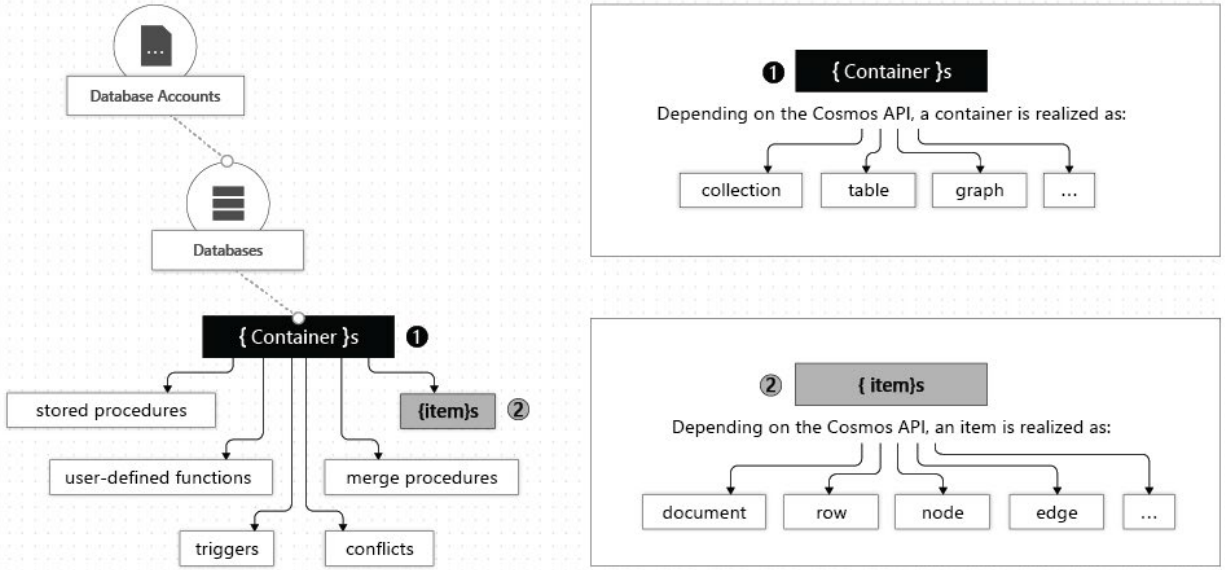 ...
Database Accounts
Databases
{ Container }s
1
stored procedures
{item}s
2
user-defined functions
merge procedures
triggers
conflicts
1
{ Container }s
Depending on the Cosmos API, a container is realized as:
collection
table
graph
...
2
{ item}s
Depending on the Cosmos API, an item is realized as:
document
row
node
edge
...